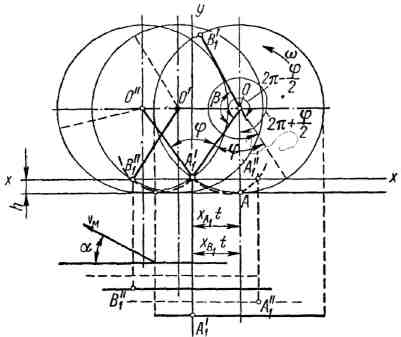 y
B'₁
ω
O"
O'
O
2π-φ/2
β
φ
2π+φ/2
φ
x
B"₁
A'₁
A"₁
x
h
A
x_{A₁} t
v_M
α
x_{B₁} t
B"₁
A"₁
A'₁